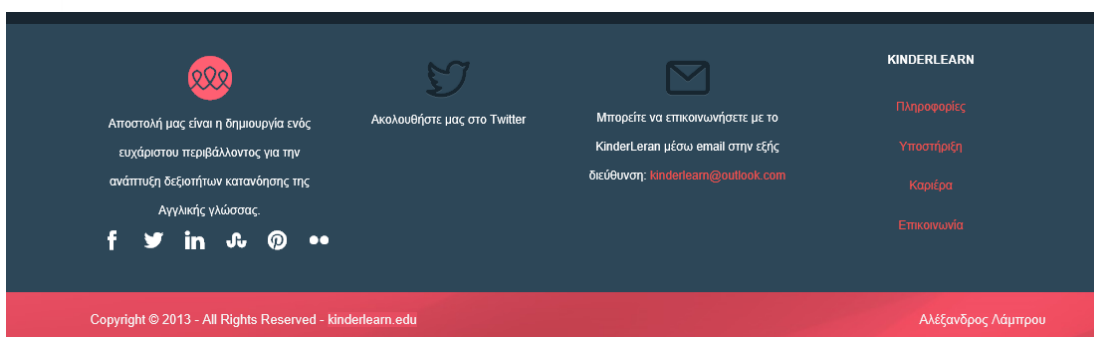 Αποστολή μας είναι η δημιουργία ενός
ευχάριστου περιβάλλοντος για την
ανάπτυξη δεξιοτήτων κατανόησης της
Αγγλικής γλώσσας.
Ακολουθήστε μας στο Twitter
Μπορείτε να επικοινωνήσετε με το
KinderLeran μέσω email στην εξής
διεύθυνση: kinderlearn@outlook.com
KINDERLEARN
Πληροφορίες
Υποστήριξη
Καριέρα
Επικοινωνία
Copyright © 2013 - All Rights Reserved - kinderlearn.edu
Αλέξανδρος Λάμπρου